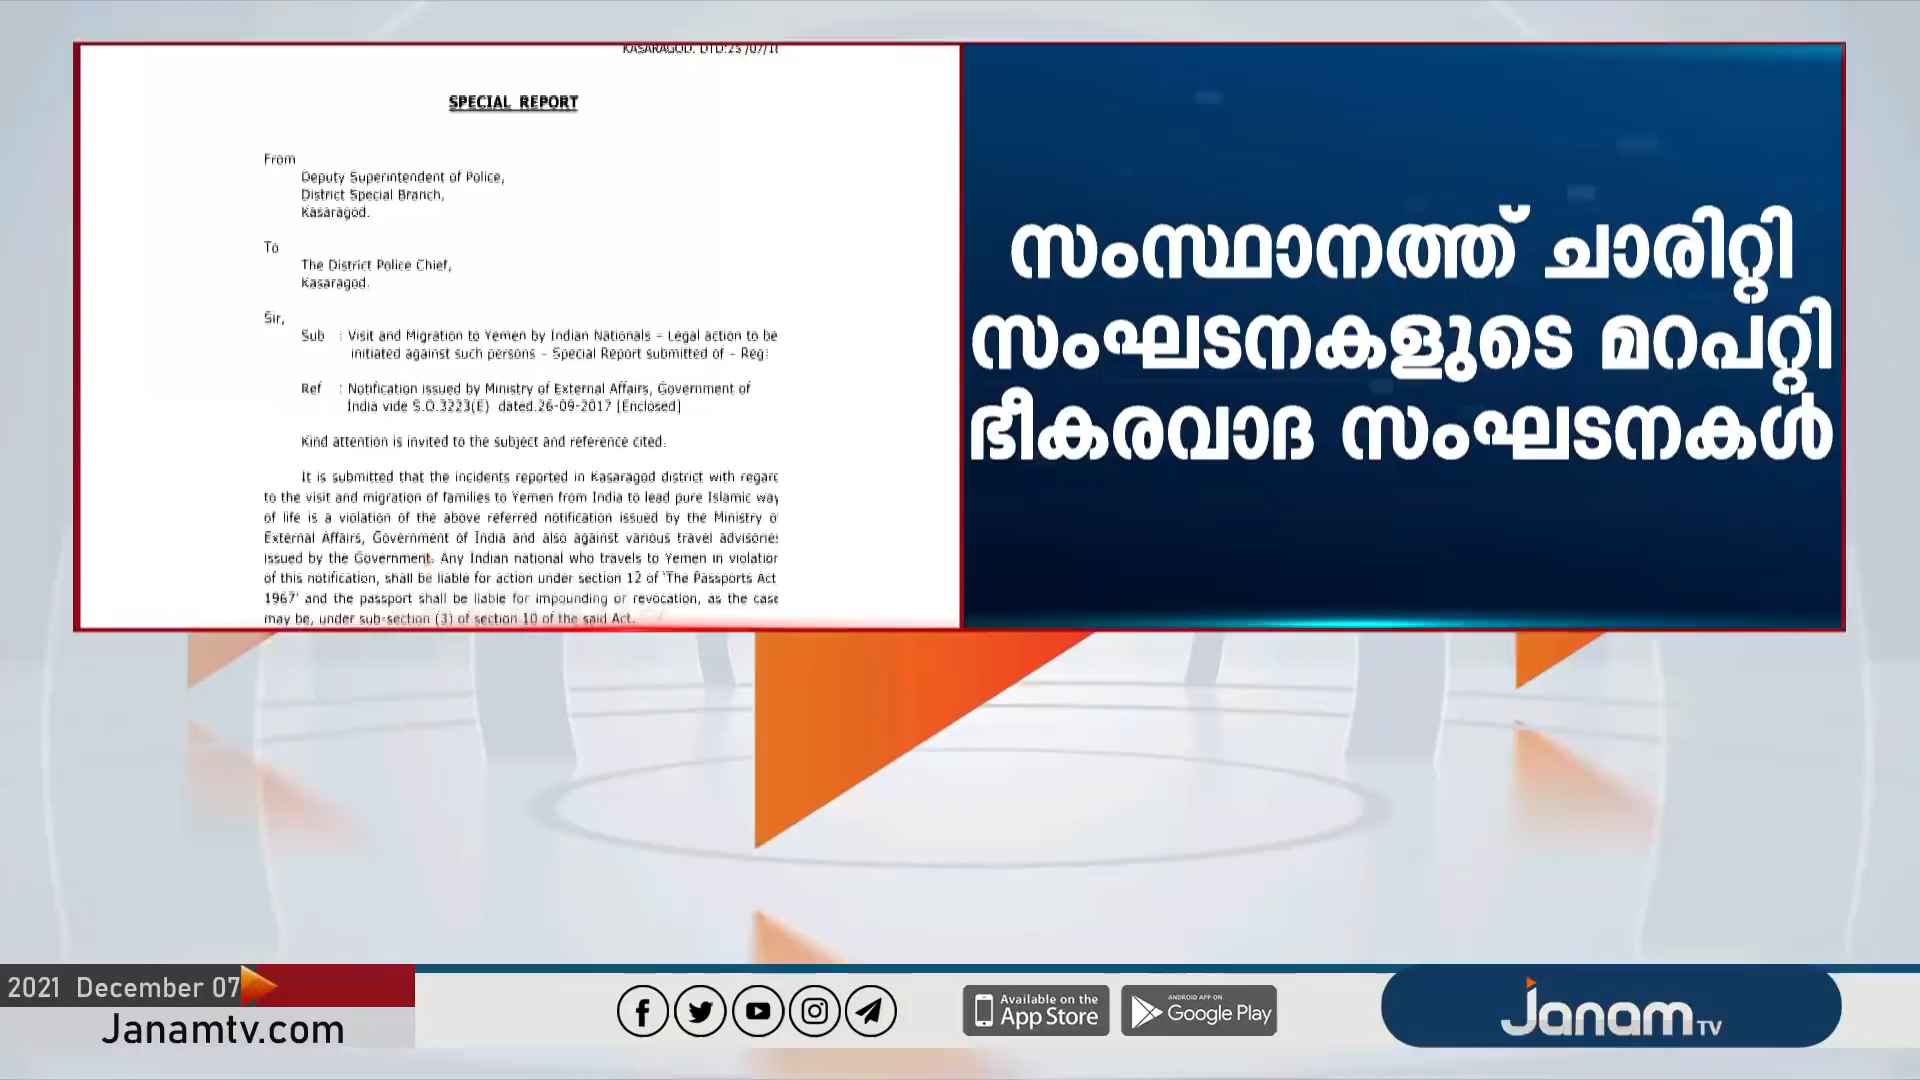 KASARAGOD. DTD:25 /07/18
SPECIAL REPORT
From
Deputy Superintendent of Police,
District Special Branch,
Kasaragod.
To
The District Police Chief,
Kasaragod.
Sir,
Sub : Visit and Migration to Yemen by Indian Nationals – Legal action to be
initiated against such persons – Special Report submitted of – Reg:
Ref : Notification issued by Ministry of External Affairs, Government of
India vide S.O.3223(E) dated.26-09-2017 [Enclosed]
Kind attention is invited to the subject and reference cited.
It is submitted that the incidents reported in Kasaragod district with regard
to the visit and migration of families to Yemen from India to lead pure Islamic way
of life is a violation of the above referred notification issued by the Ministry of
External Affairs, Government of India and also against various travel advisories
issued by the Government. Any Indian national who travels to Yemen in violation
of this notification, shall be liable for action under section 12 of 'The Passports Act
1967' and the passport shall be liable for impounding or revocation, as the case
may be, under sub-section (3) of section 10 of the said Act.
സംസ്ഥാനത്ത് ചാരിറ്റി
സംഘടനകളുടെ മറപറ്റി
ഭീകരവാദ സംഘടനകൾ
2021 December 07
Janamtv.com
Available on the
App Store
ANDROID APP ON
Google Play
Janam TV